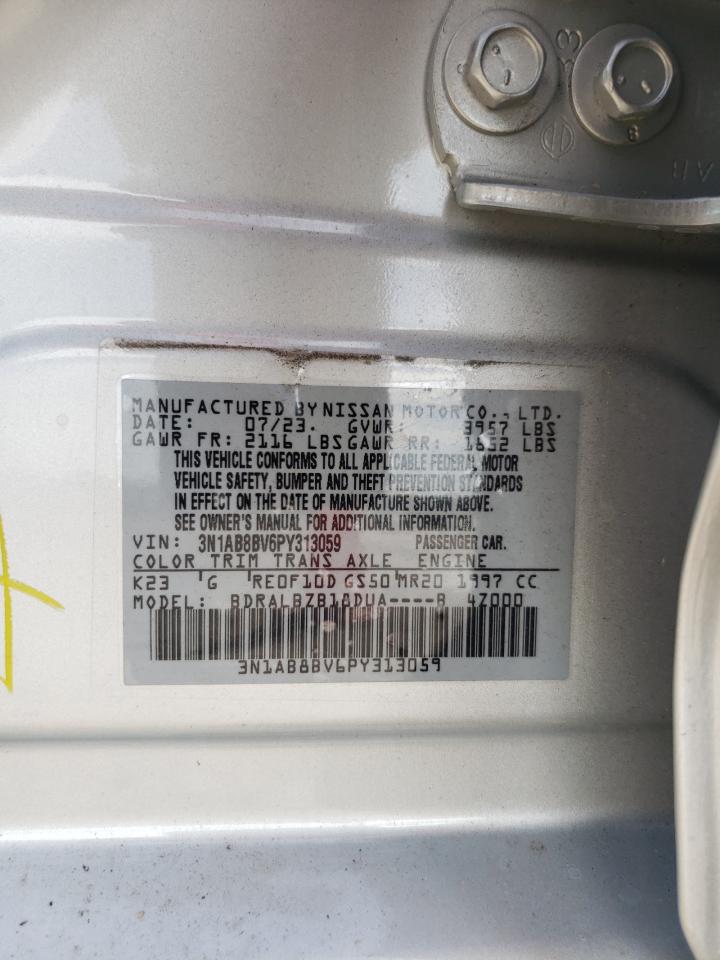 MANUFACTURED BY NISSAN MOTOR CO., LTD.
DATE: 07/23. GVWR: 3957 LBS
GAWR FR: 2116 LBS GAWR RR: 1852 LBS
THIS VEHICLE CONFORMS TO ALL APPLICABLE FEDERAL MOTOR
VEHICLE SAFETY, BUMPER AND THEFT PREVENTION STANDARDS
IN EFFECT ON THE DATE OF MANUFACTURE SHOWN ABOVE.
SEE OWNER'S MANUAL FOR ADDITIONAL INFORMATION.
VIN: 3N1AB8BV6PY313059 PASSENGER CAR.
COLOR TRIM TRANS AXLE ENGINE
K23 G RE0F10D GS50 MR20 1997 CC
MODEL: BDRALBZB18DUA----B 4Z000
3N1AB8BV6PY313059